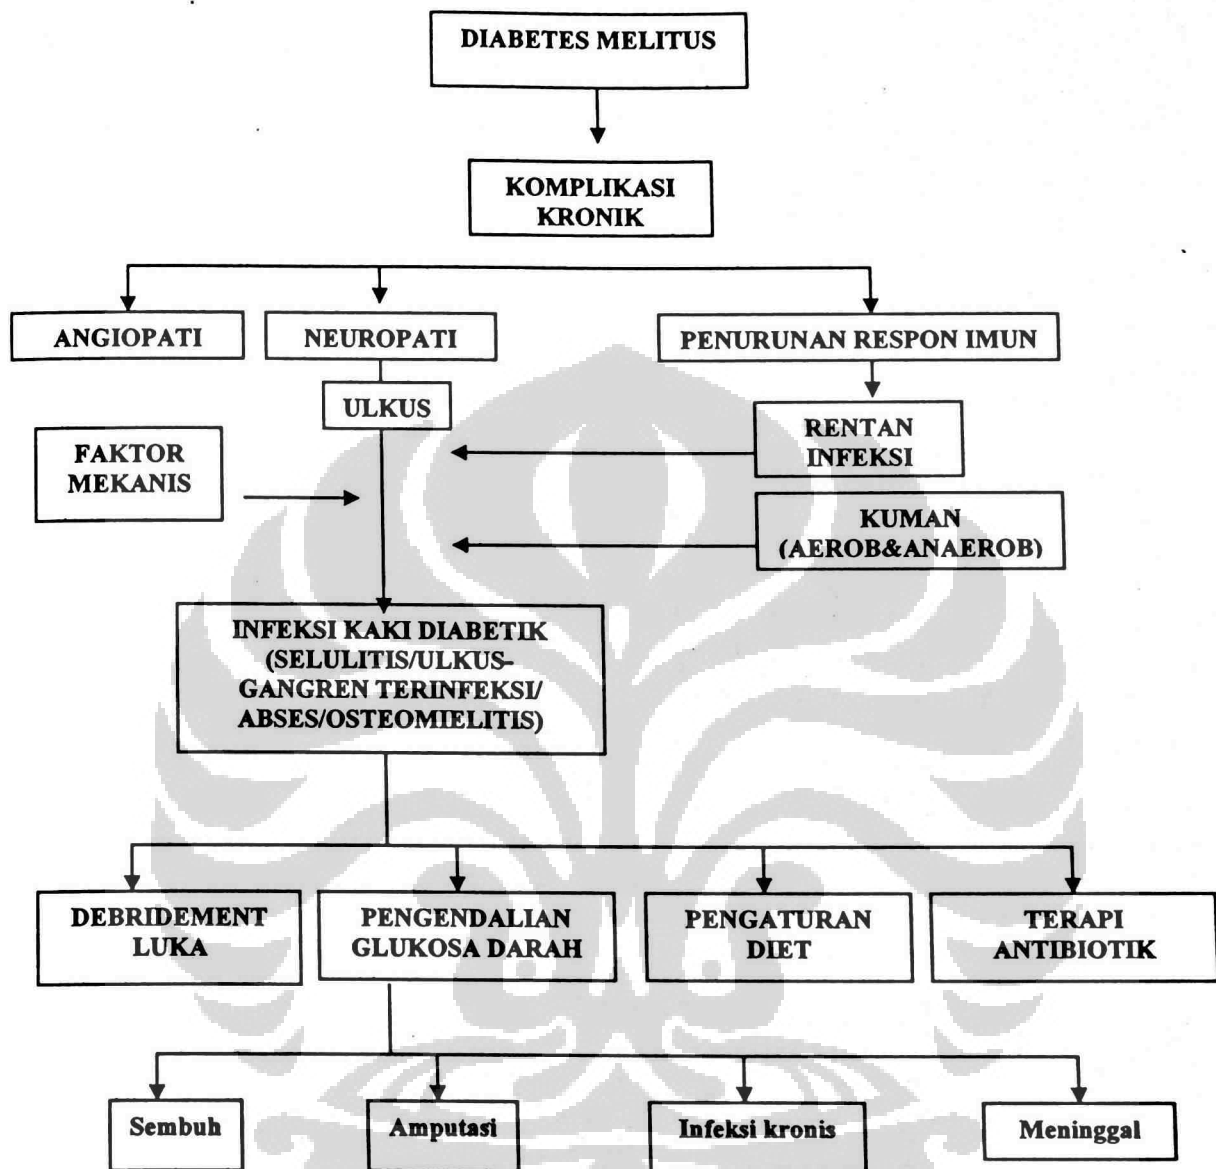 DIABETES MELITUS
KOMPLIKASI
KRONIK
ANGIOPATI
NEUROPATI
PENURUNAN RESPON IMUN
ULKUS
FAKTOR
MEKANIS
RENTAN
INFEKSI
KUMAN
(AEROB&ANAEROB)
INFEKSI KAKI DIABETIK
(SELULITIS/ULKUS-
GANGREN TERINFEKSI/
ABSES/OSTEOMIELITIS)
DEBRIDEMENT
LUKA
PENGENDALIAN
GLUKOSA DARAH
PENGATURAN
DIET
TERAPI
ANTIBIOTIK
Sembuh
Amputasi
Infeksi kronis
Meninggal